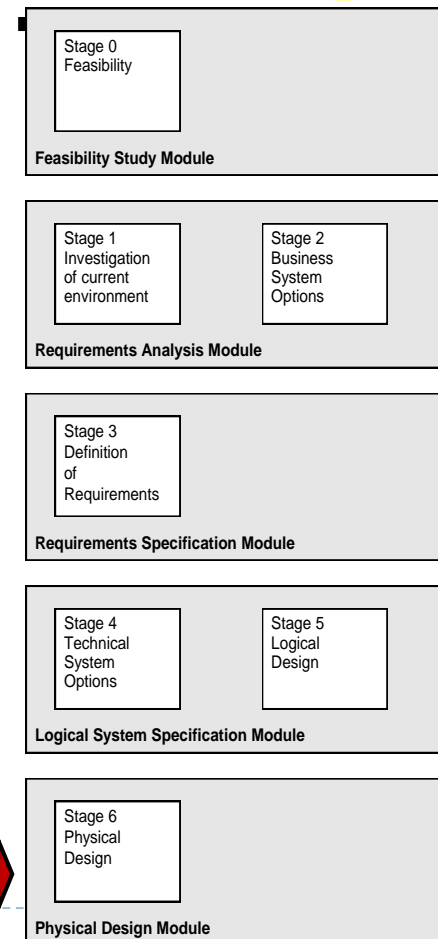 Stage 0
Feasibility
Feasibility Study Module
Stage 1
Investigation
of current
environment
Stage 2
Business
System
Options
Requirements Analysis Module
Stage 3
Definition
of
Requirements
Requirements Specification Module
Stage 4
Technical
System
Options
Stage 5
Logical
Design
Logical System Specification Module
Stage 6
Physical
Design
Physical Design Module